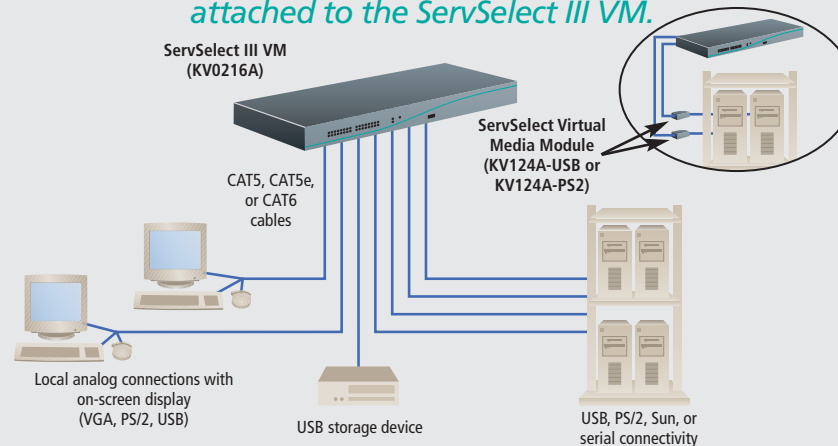 attached to the ServSelect III VM.
ServSelect III VM
(KV0216A)
ServSelect Virtual
Media Module
(KV124A-USB or
KV124A-PS2)
CAT5, CAT5e,
or CAT6
cables
Local analog connections with
on-screen display
(VGA, PS/2, USB)
USB storage device
USB, PS/2, Sun, or
serial connectivity